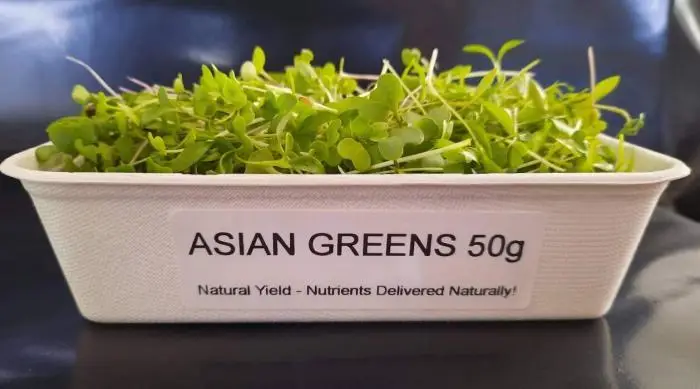 ASIAN GREENS 50g
Natural Yield - Nutrients Delivered Naturally!